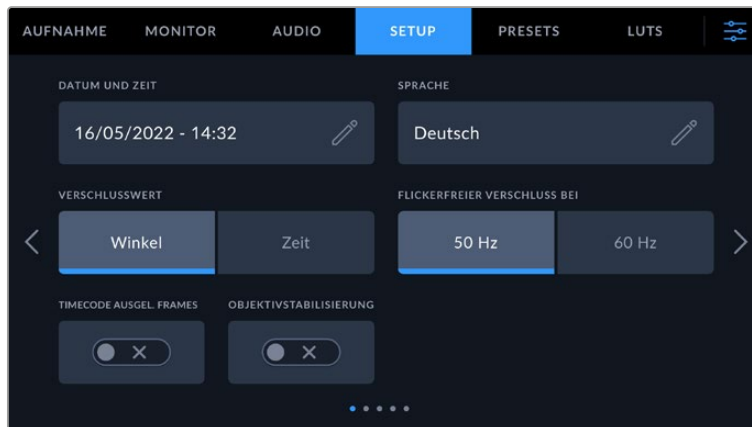 AUFNAHME MONITOR AUDIO SETUP PRESETS LUTS
DATUM UND ZEIT SPRACHE
16/05/2022 - 14:32 Deutsch
VERSCHLUSSWERT FLICKERFREIER VERSCHLUSS BEI
Winkel Zeit 50 Hz 60 Hz
TIMECODE AUSGEL. FRAMES OBJEKTIVSTABILISIERUNG